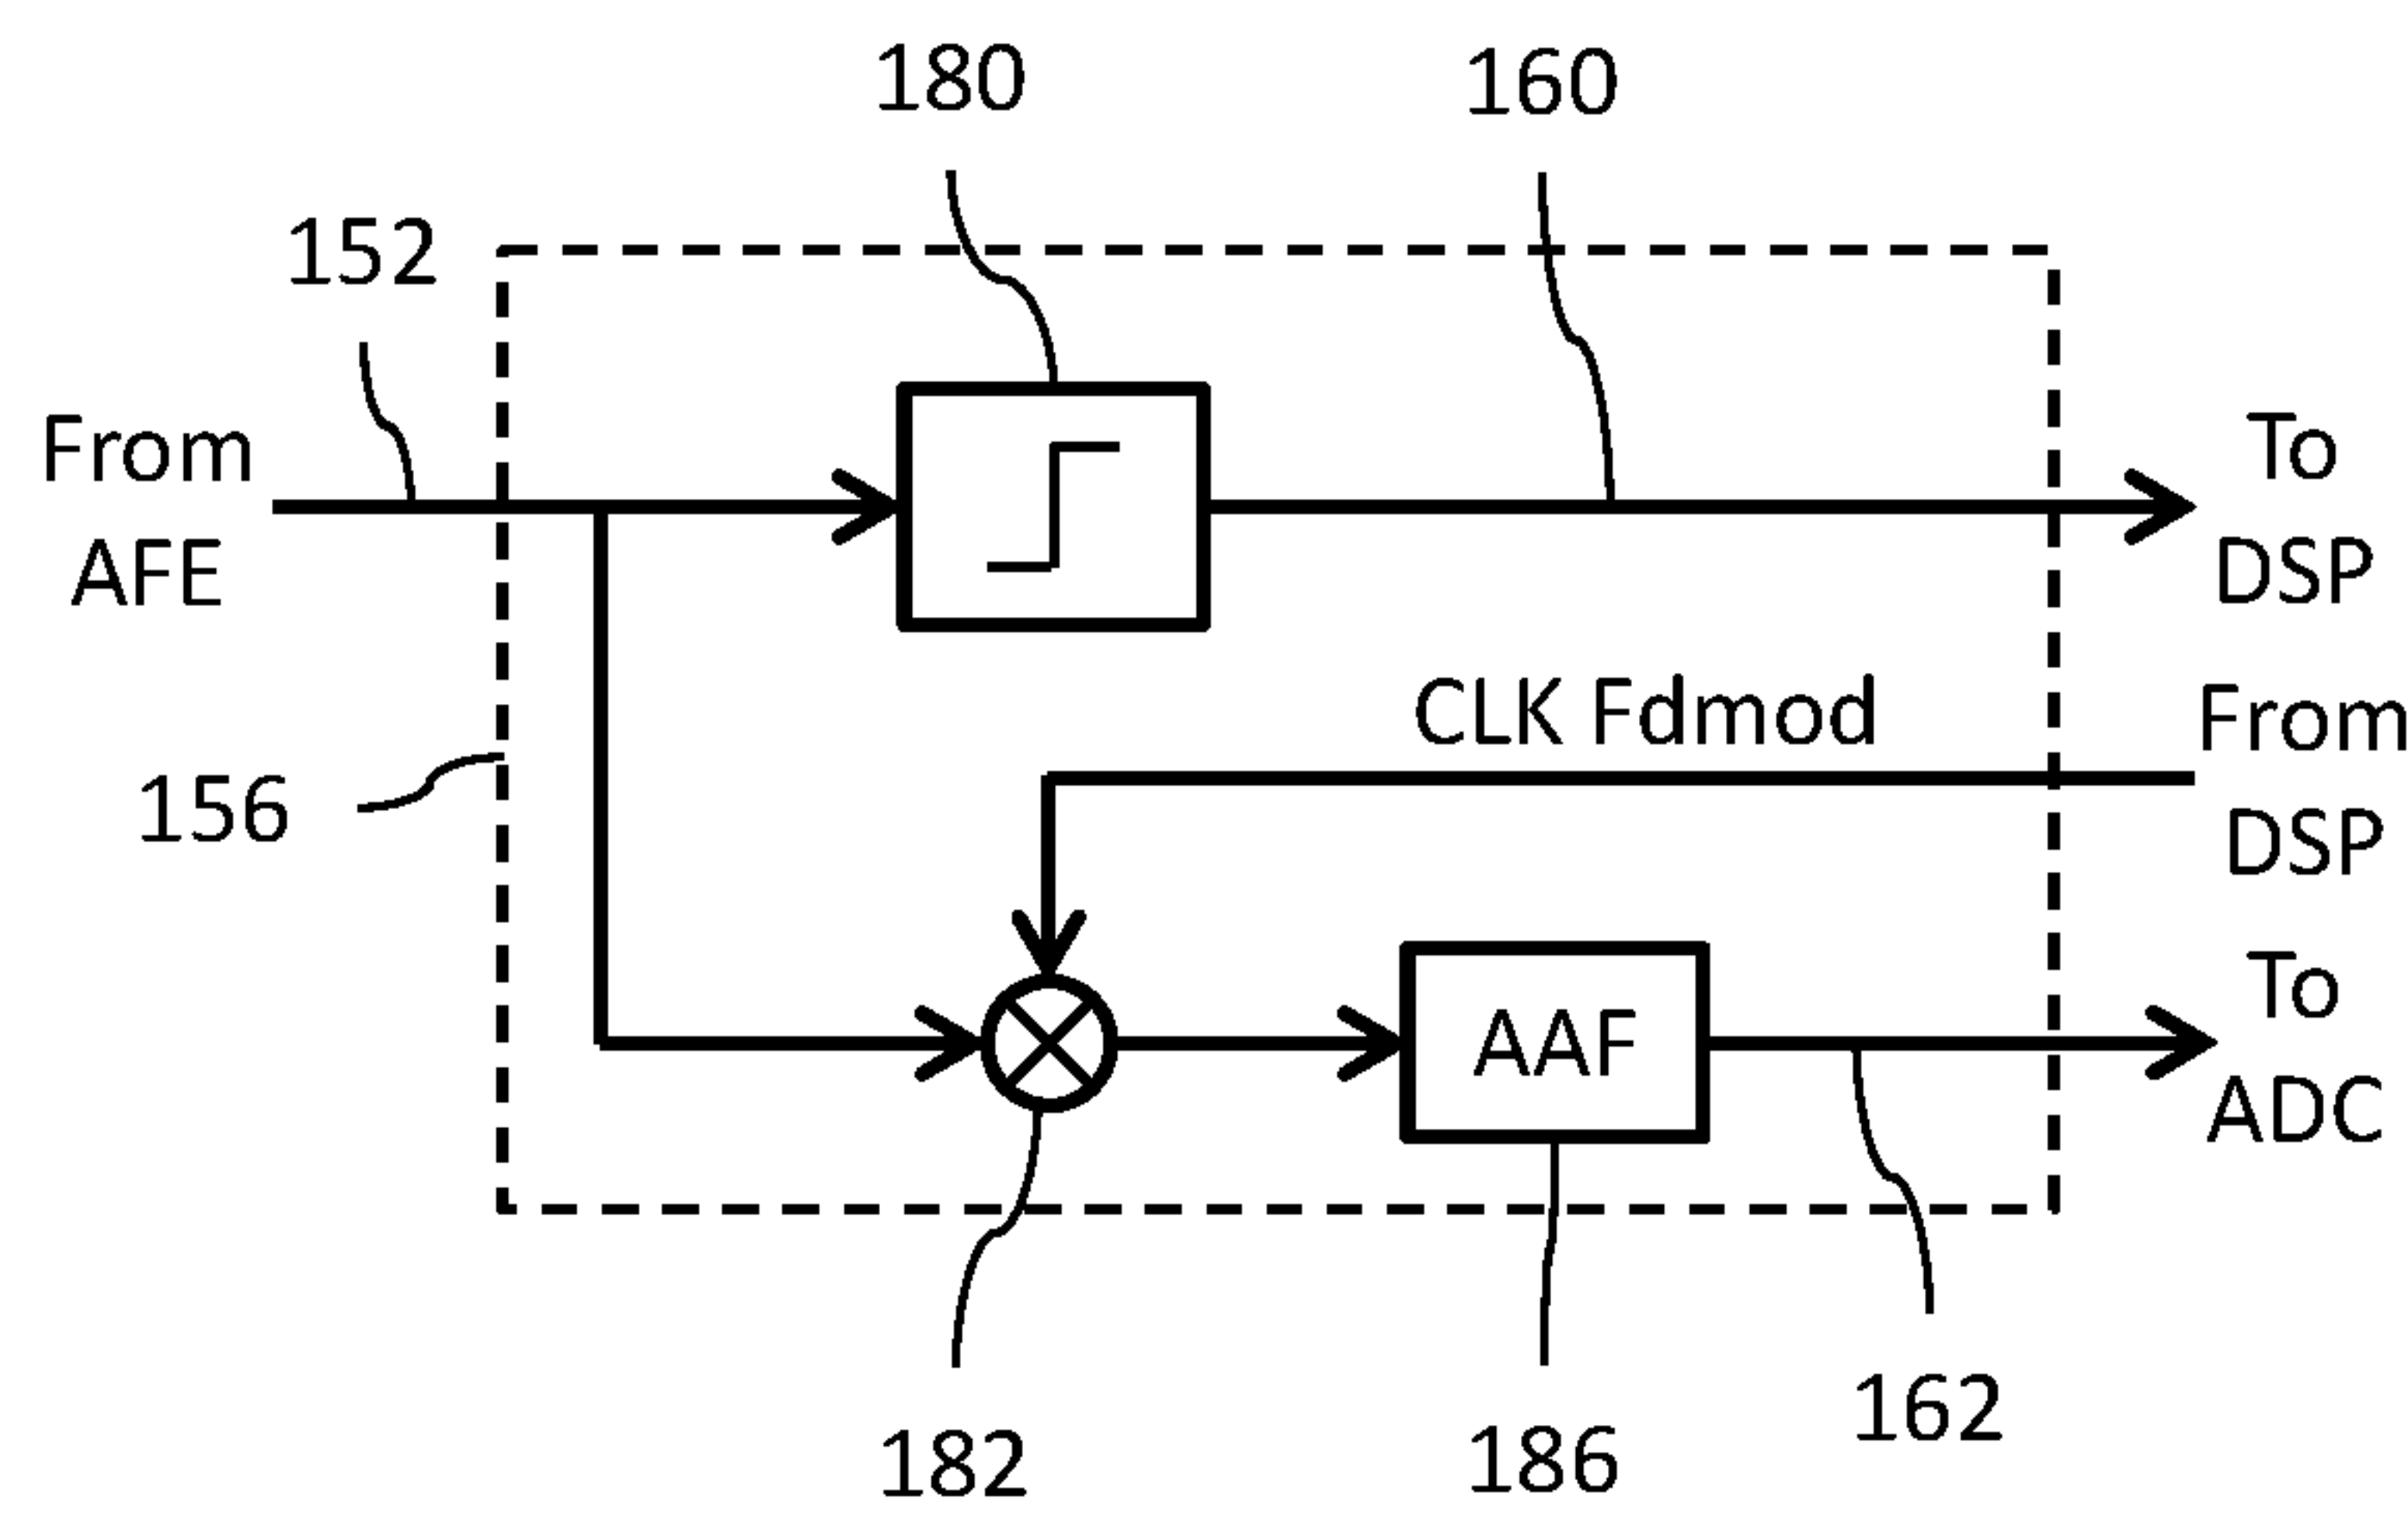 180
160
152
From
AFE
To
DSP
CLK Fdmod
From
DSP
156
AAF
To
ADC
182
186
162